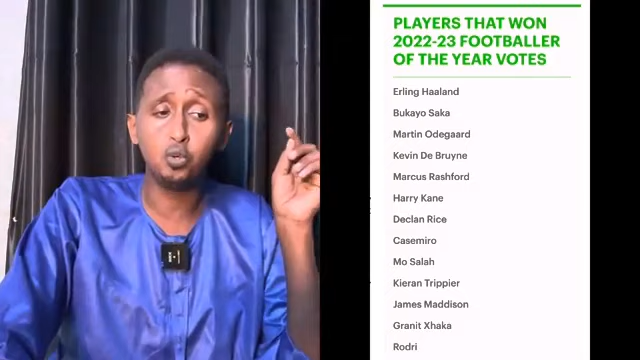 PLAYERS THAT WON
2022-23 FOOTBALLER
OF THE YEAR VOTES
Erling Haaland
Bukayo Saka
Martin Odegaard
Kevin De Bruyne
Marcus Rashford
Harry Kane
Declan Rice
Casemiro
Mo Salah
Kieran Trippier
James Maddison
Granit Xhaka
Rodri